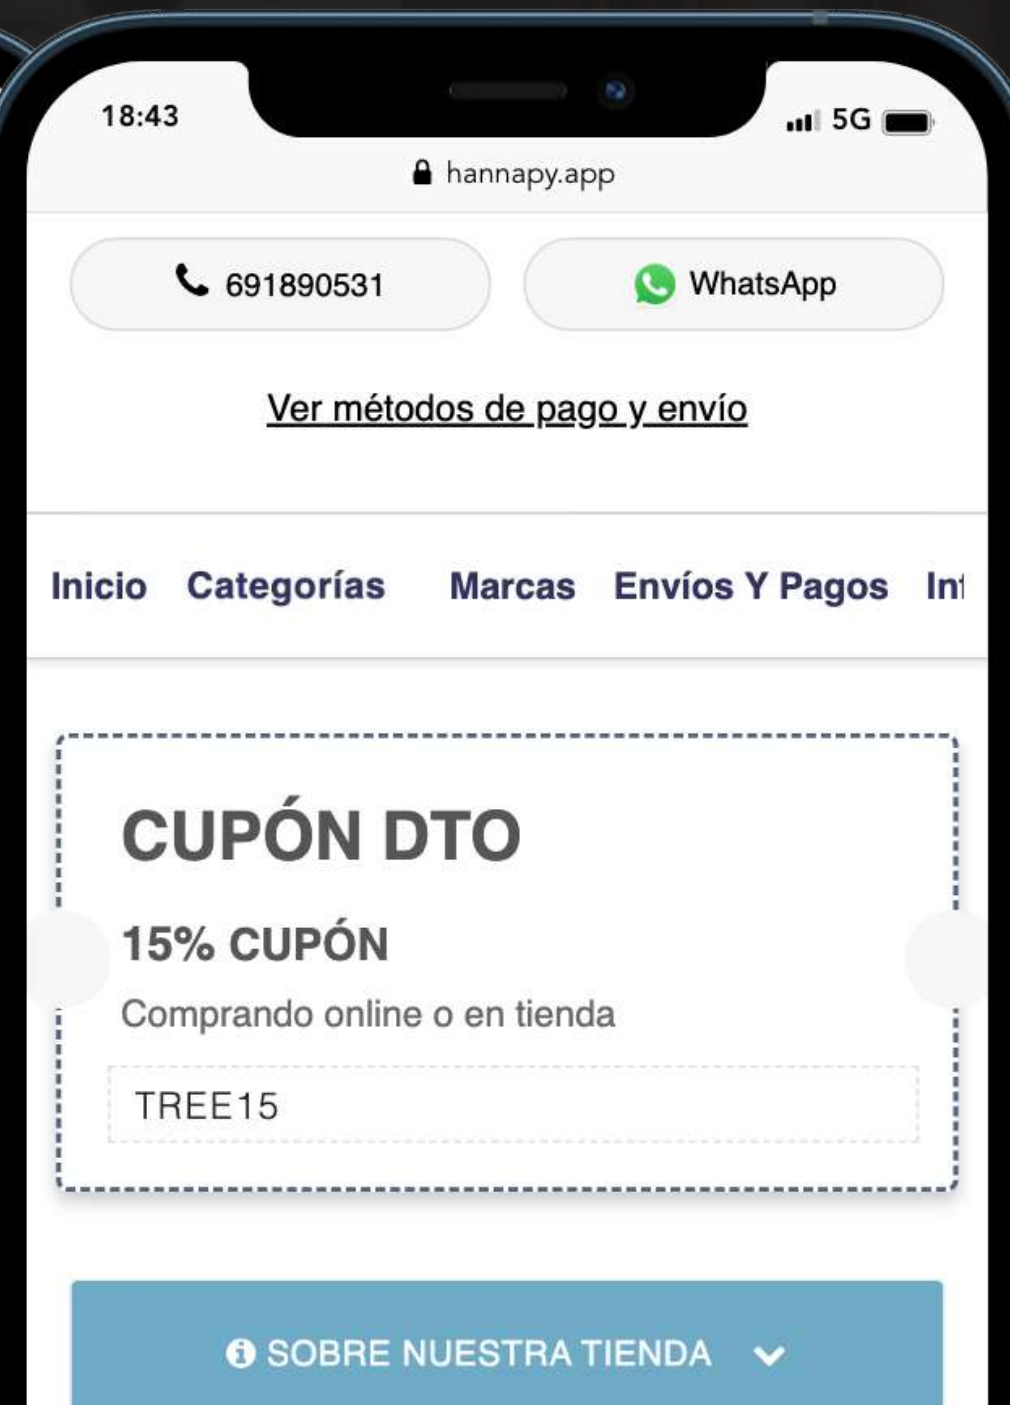 18:43
5G
hannapy.app
691890531
WhatsApp
Ver métodos de pago y envío
Inicio Categorías Marcas Envíos Y Pagos
CUPÓN DTO
15% CUPÓN
Comprando online o en tienda
TREE15
SOBRE NUESTRA TIENDA